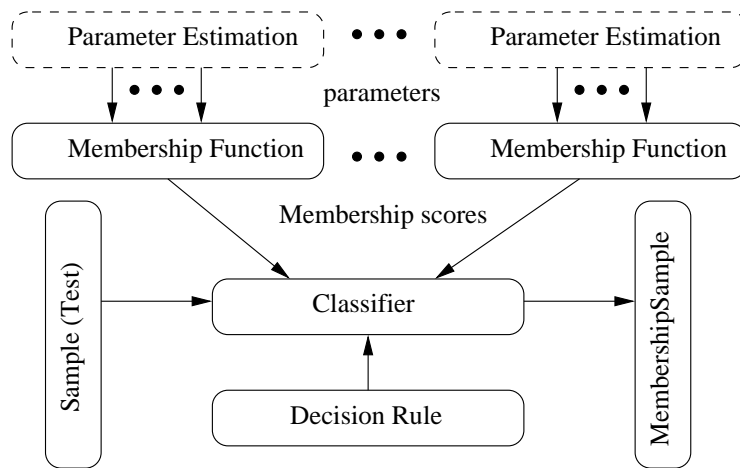 Parameter Estimation
Parameter Estimation
parameters
Membership Function
Membership Function
Membership scores
Sample (Test)
Classifier
MembershipSample
Decision Rule